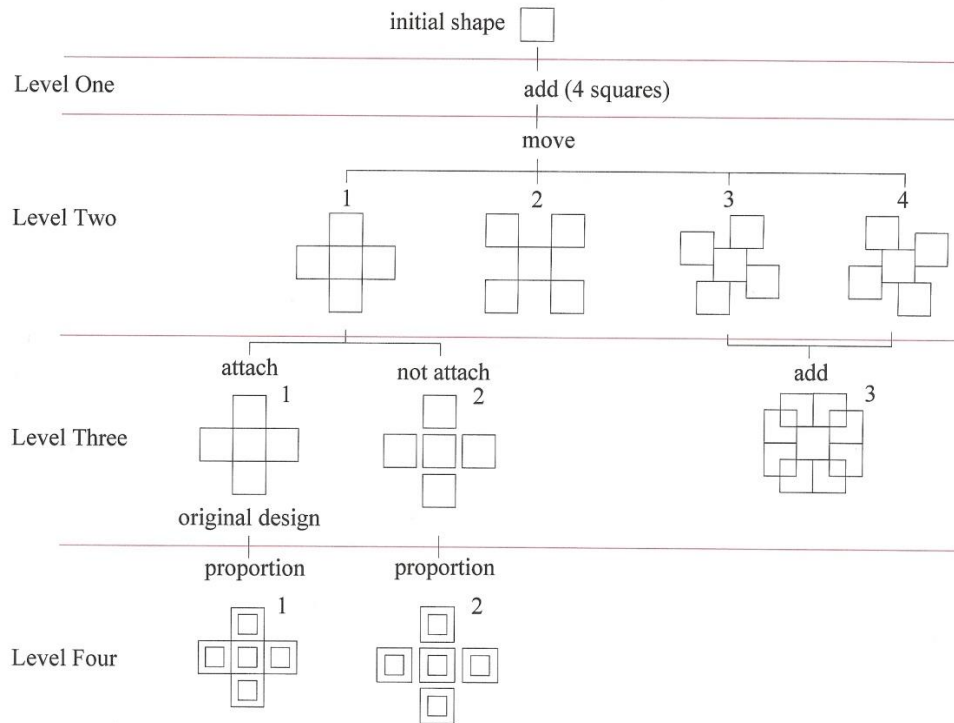 initial shape
Level One
add (4 squares)
move
1 2 3 4
Level Two
attach not attach add
1 2 3
Level Three
original design
proportion proportion
1 2
Level Four